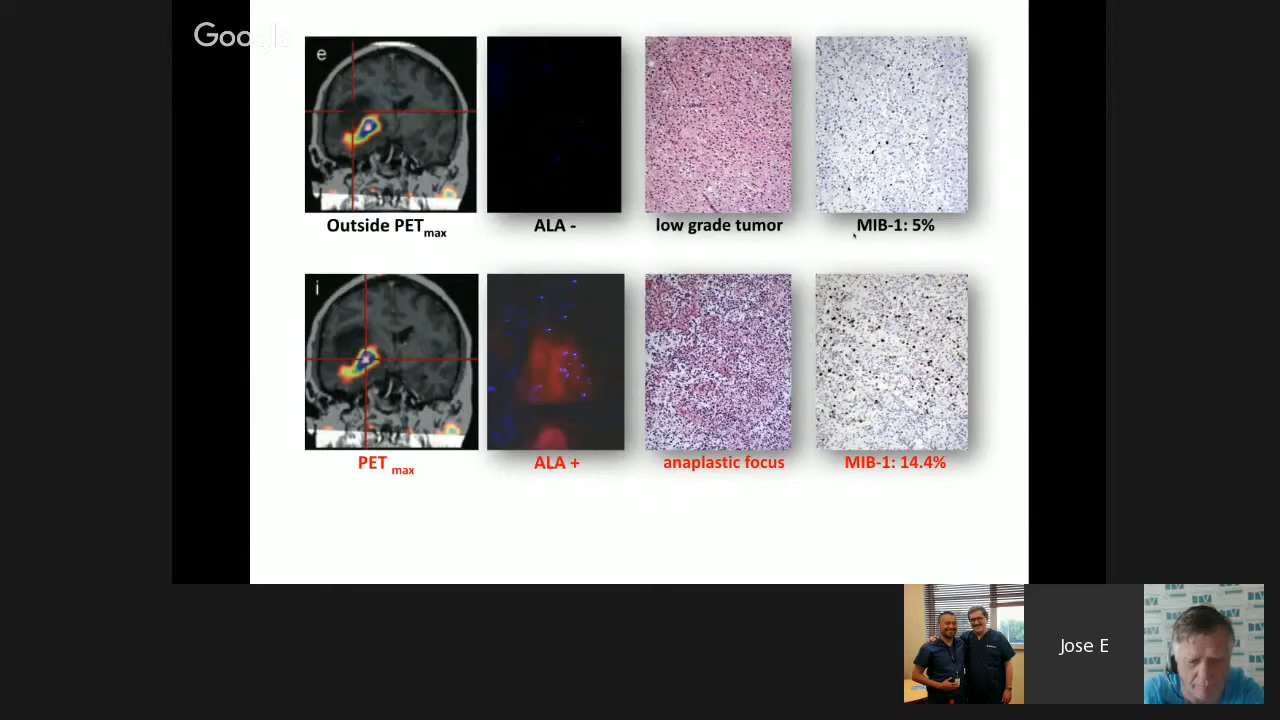 Google
e
Outside PETmax
ALA -
low grade tumor
MIB-1: 5%
i
PET max
ALA +
anaplastic focus
MIB-1: 14.4%
Jose E